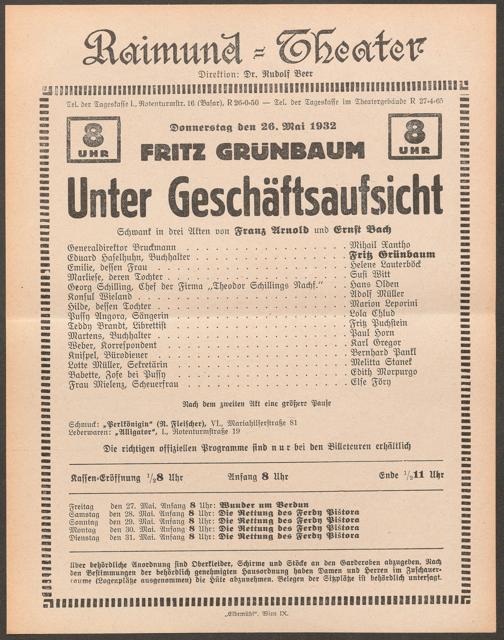 Raimund-Theater
Direktion: Dr. Rudolf Beer
Tel. der Tageskasse I., Rotenturmstr. 16 (Basar), R 26-0-50 — Tel. der Tageskasse im Theatergebäude R 27-4-65
8 UHR
Donnerstag den 26. Mai 1932
8 UHR
FRITZ GRÜNBAUM
Unter Geschäftsaufsicht
Schwank in drei Akten von Franz Arnold und Ernst Bach
Generaldirektor Bruckmann . . . Mihail Xantho
Eduard Haselhuhn, Buchhalter . . . Fritz Grünbaum
Emilie, dessen Frau . . . Helene Lauterböck
Marliese, deren Tochter . . . Susi Witt
Georg Schilling, Chef der Firma „Theodor Schillings Nachf." . . . Hans Olden
Konsul Wieland . . . Adolf Müller
Hilde, dessen Tochter . . . Marion Leporini
Pussy Angora, Sängerin . . . Lola Chlud
Teddy Brandt, Librettist . . . Fritz Puchstein
Martens, Buchhalter . . . Paul Horn
Weber, Korrespondent . . . Karl Gregor
Knispel, Bürodiener . . . Bernhard Pankl
Lotte Müller, Sekretärin . . . Melitta Stanek
Babette, Zofe bei Pussy . . . Edith Morpurgo
Frau Mielenz, Scheuerfrau . . . Else Föry
Nach dem zweiten Akt eine größere Pause
Schmuck: „Perlkönigin" (R. Fleischer), VI., Mariahilferstraße 81
Lederwaren: „Alligator", I., Rotenturmstraße 19
Die richtigen offiziellen Programme sind nur bei den Billeteuren erhältlich
Kassen-Eröffnung 1/28 Uhr Anfang 8 Uhr Ende 1/211 Uhr
Freitag den 27. Mai, Anfang 8 Uhr: Wunder um Verdun
Samstag den 28. Mai, Anfang 8 Uhr: Die Rettung des Ferdy Pištora
Sonntag den 29. Mai, Anfang 8 Uhr: Die Rettung des Ferdy Pištora
Montag den 30. Mai, Anfang 8 Uhr: Die Rettung des Ferdy Pištora
Dienstag den 31. Mai, Anfang 8 Uhr: Die Rettung des Ferdy Pištora
Über behördliche Anordnung sind Oberkleider, Schirme und Stöcke an den Garderoben abzugeben. Nach
den Bestimmungen der behördlich genehmigten Hausordnung haben Damen und Herren im Zuschauer-
raume (Logenplätze ausgenommen) die Hüte abzunehmen. Belegen der Sitzplätze ist behördlich untersagt.
„Elbemühl", Wien IX.